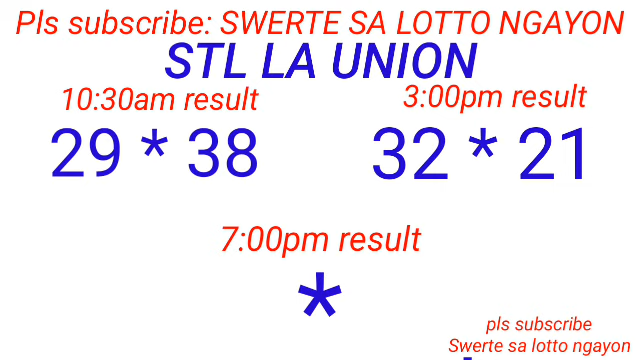 Pls subscribe: SWERTE SA LOTTO NGAYON
STL LA UNION
10:30am result
3:00pm result
29 * 38
32 * 21
7:00pm result
*
pls subscribe
Swerte sa lotto ngayon